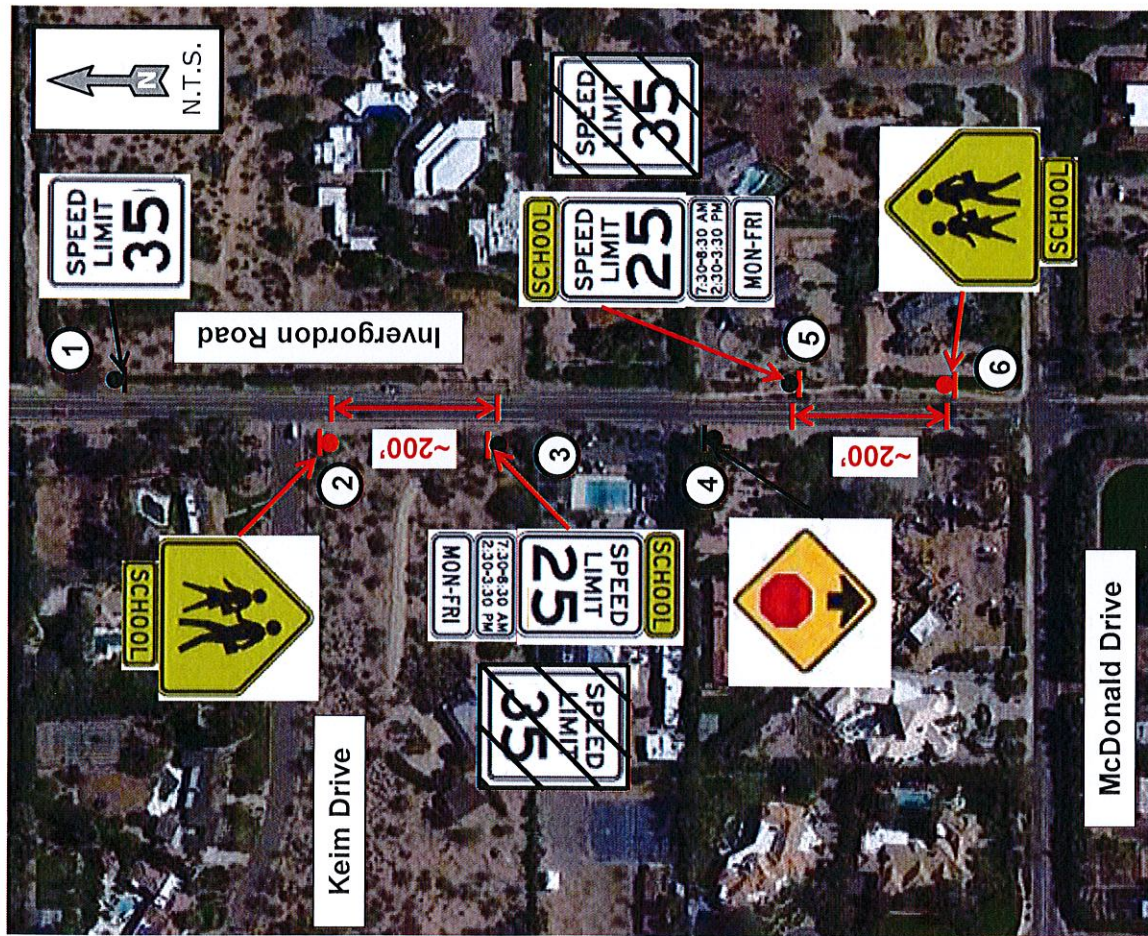 N
N.T.S.
SPEED
LIMIT
35
1
Invergordon
Road
SCHOOL
2
~200'
3
Keim Drive
MON-FRI
7:30-8:30 AM
2:30-3:30 PM
SPEED
LIMIT
25
SCHOOL
SPEED
LIMIT
35
SCHOOL
SPEED
LIMIT
25
7:30-8:30 AM
2:30-3:30 PM
MON-FRI
SPEED
LIMIT
35
4
5
~200'
6
SCHOOL
McDonald Drive